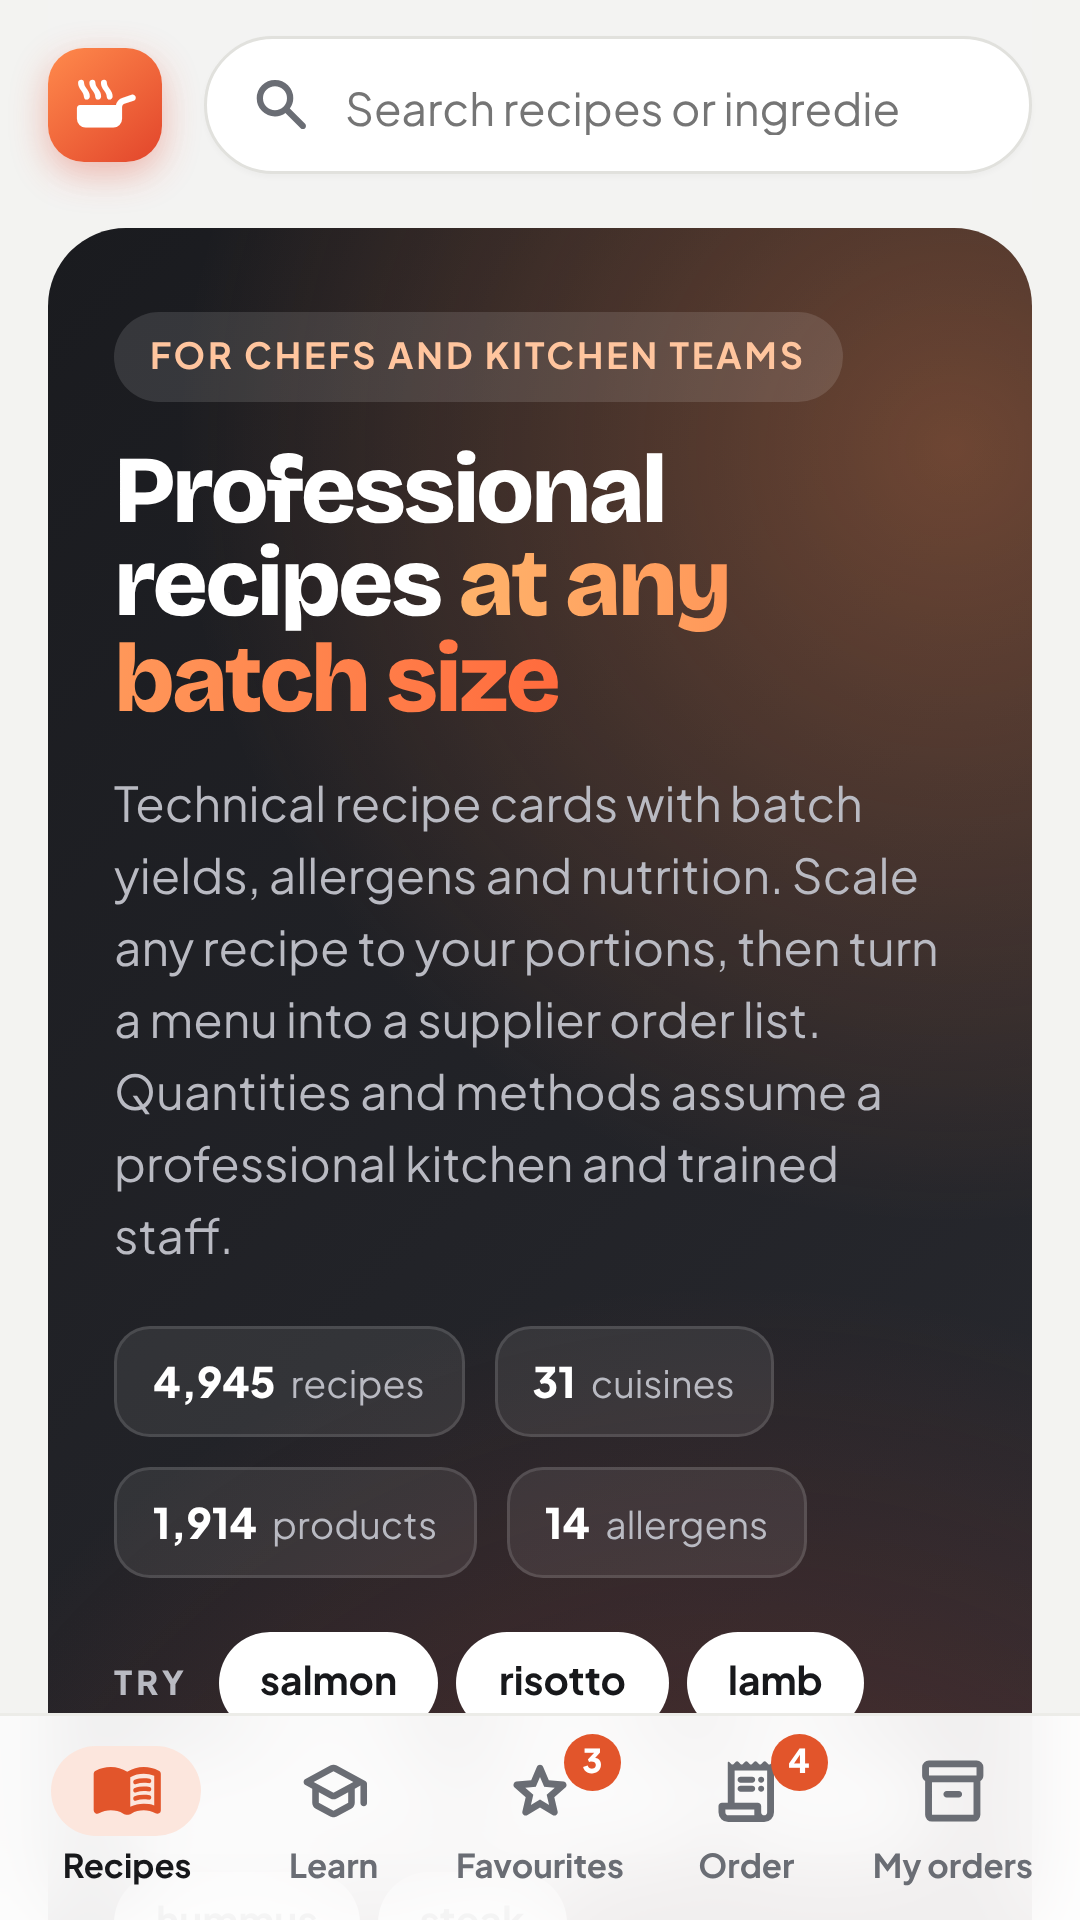 Search recipes or ingredie
FOR CHEFS AND KITCHEN TEAMS
Professional
recipes at any
batch size
Technical recipe cards with batch
yields, allergens and nutrition. Scale
any recipe to your portions, then turn
a menu into a supplier order list.
Quantities and methods assume a
professional kitchen and trained
staff.
4,945 recipes
31 cuisines
1,914 products
14 allergens
TRY
salmon
risotto
lamb
3
4
Recipes
Learn
Favourites
Order
My orders
hummus
stock